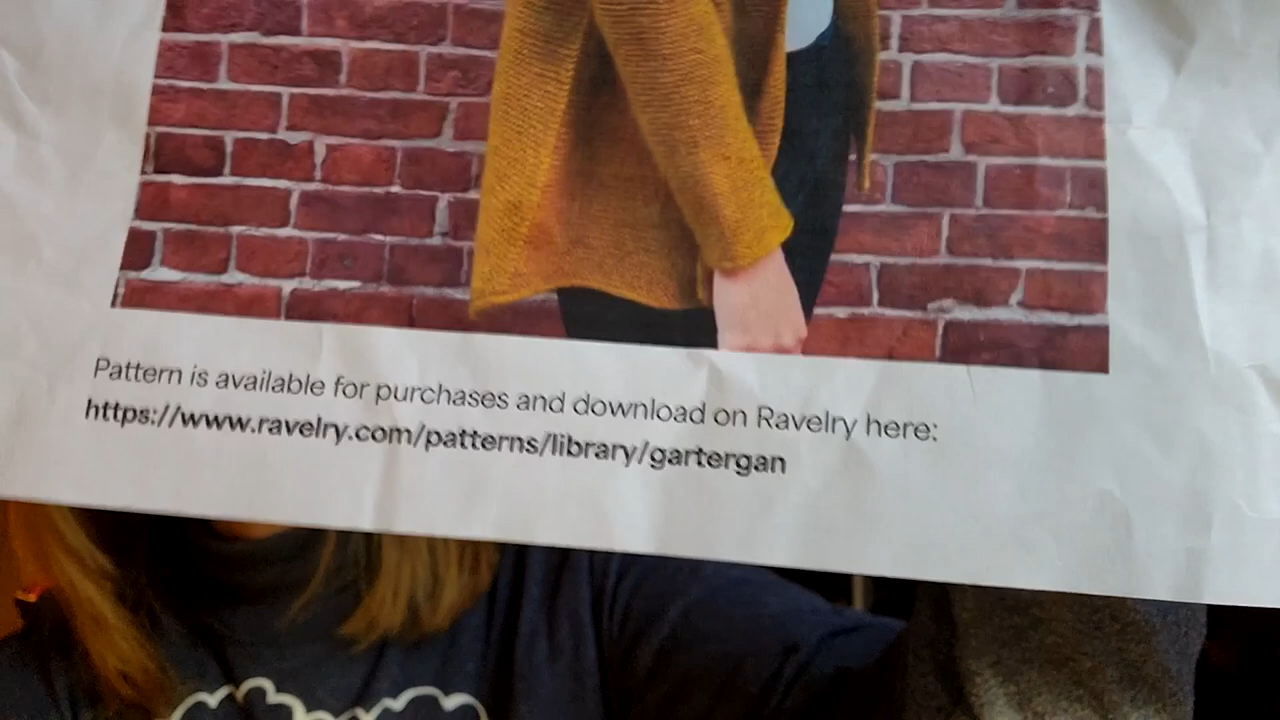 Pattern is available for purchases and download on Ravelry here:
https://www.ravelry.com/patterns/library/gartergan